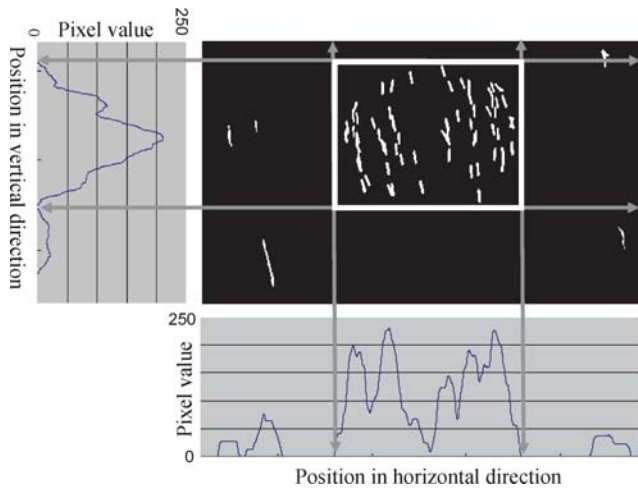 Pixel value
0
250
Position in vertical direction
250
Pixel value
0
Position in horizontal direction